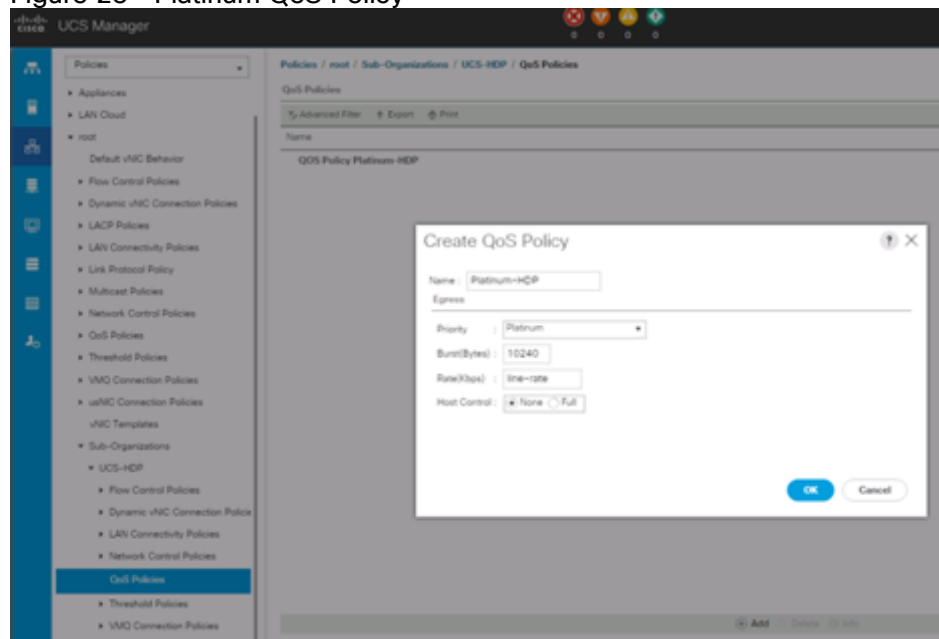 Figure 23 Platinum QoS Policy
cisco UCS Manager
0 0 0 0
Policies
Appliances
LAN Cloud
root
Default vNIC Behavior
Flow Control Policies
Dynamic vNIC Connection Policies
LACP Policies
LAN Connectivity Policies
Link Protocol Policy
Multicast Policies
Network Control Policies
QoS Policies
Threshold Policies
VMQ Connection Policies
usNIC Connection Policies
vNIC Templates
Sub-Organizations
UCS-HDP
Flow Control Policies
Dynamic vNIC Connection Policie
LAN Connectivity Policies
Network Control Policies
QoS Policies
Threshold Policies
VMQ Connection Policies
Policies / root / Sub-Organizations / UCS-HDP / QoS Policies
QoS Policies
Advanced Filter Export Print
Name
QOS Policy Platinum-HDP
Create QoS Policy
Name : Platinum-HDP
Egress
Priority : Platinum
Burst(Bytes) : 10240
Rate(Kbps) : line-rate
Host Control : None Full
OK Cancel
Add Delete Info